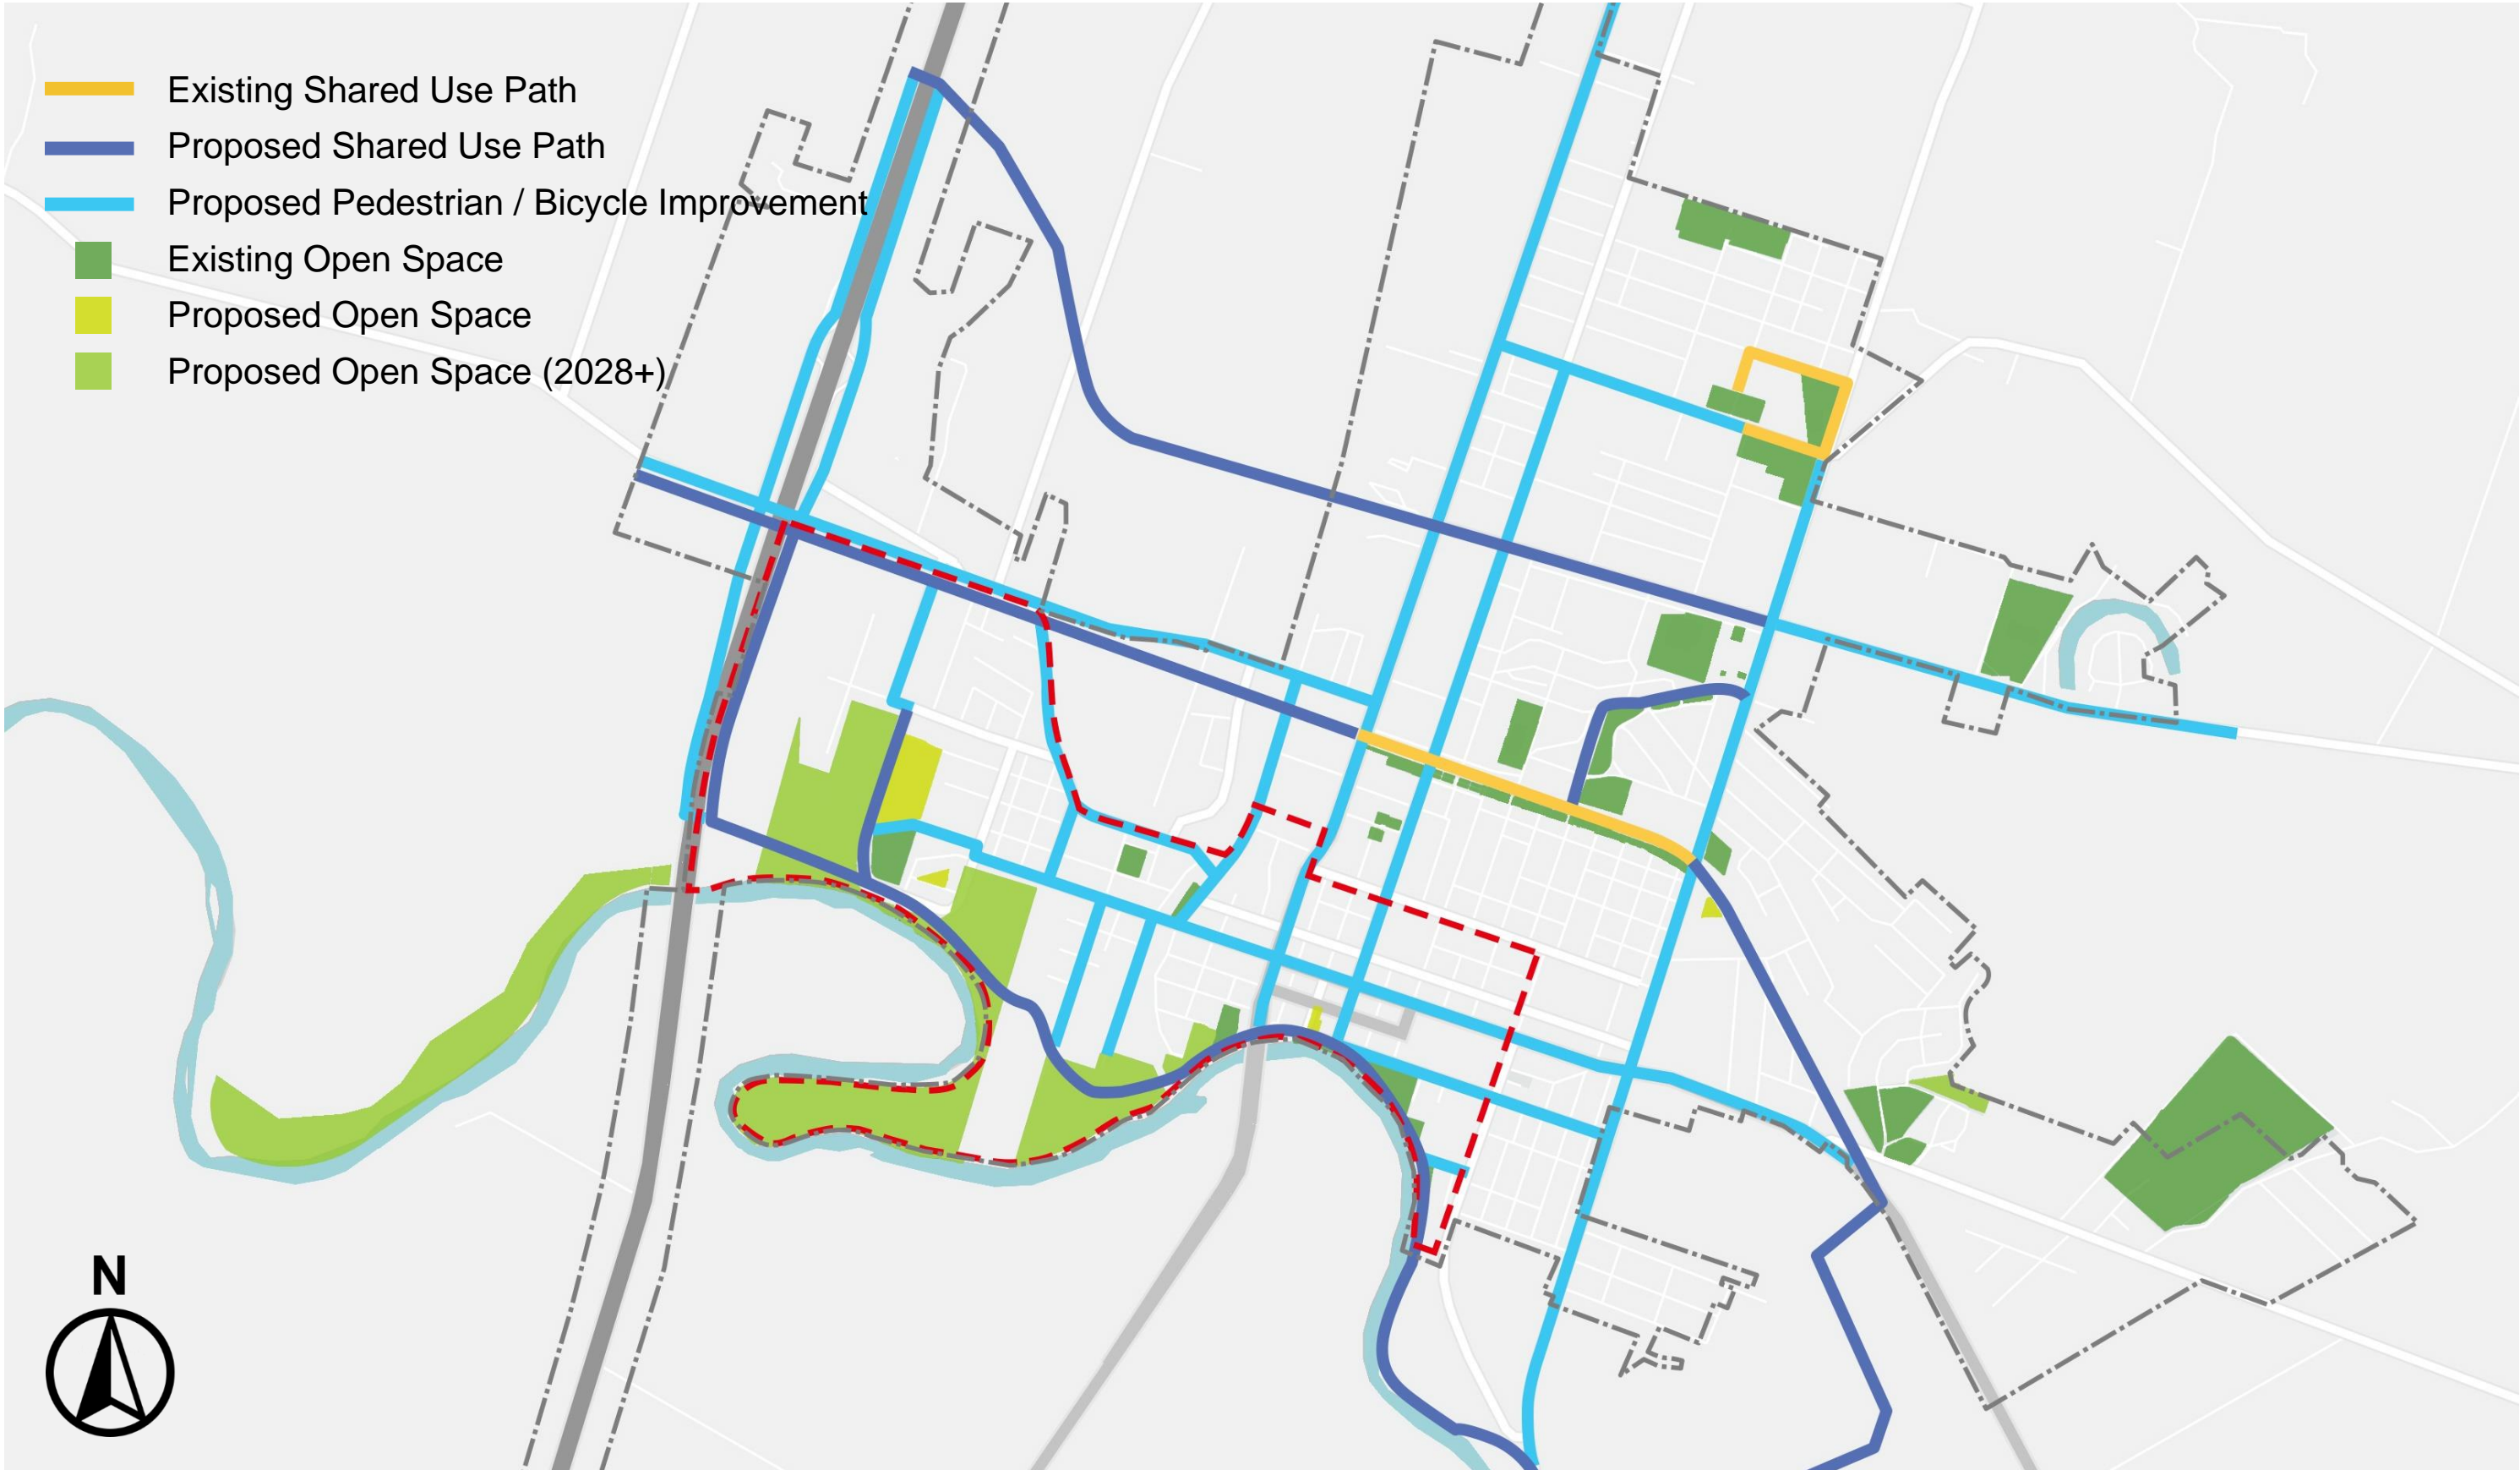 Existing Shared Use Path
Proposed Shared Use Path
Proposed Pedestrian / Bicycle Improvement
Existing Open Space
Proposed Open Space
Proposed Open Space (2028+)
N